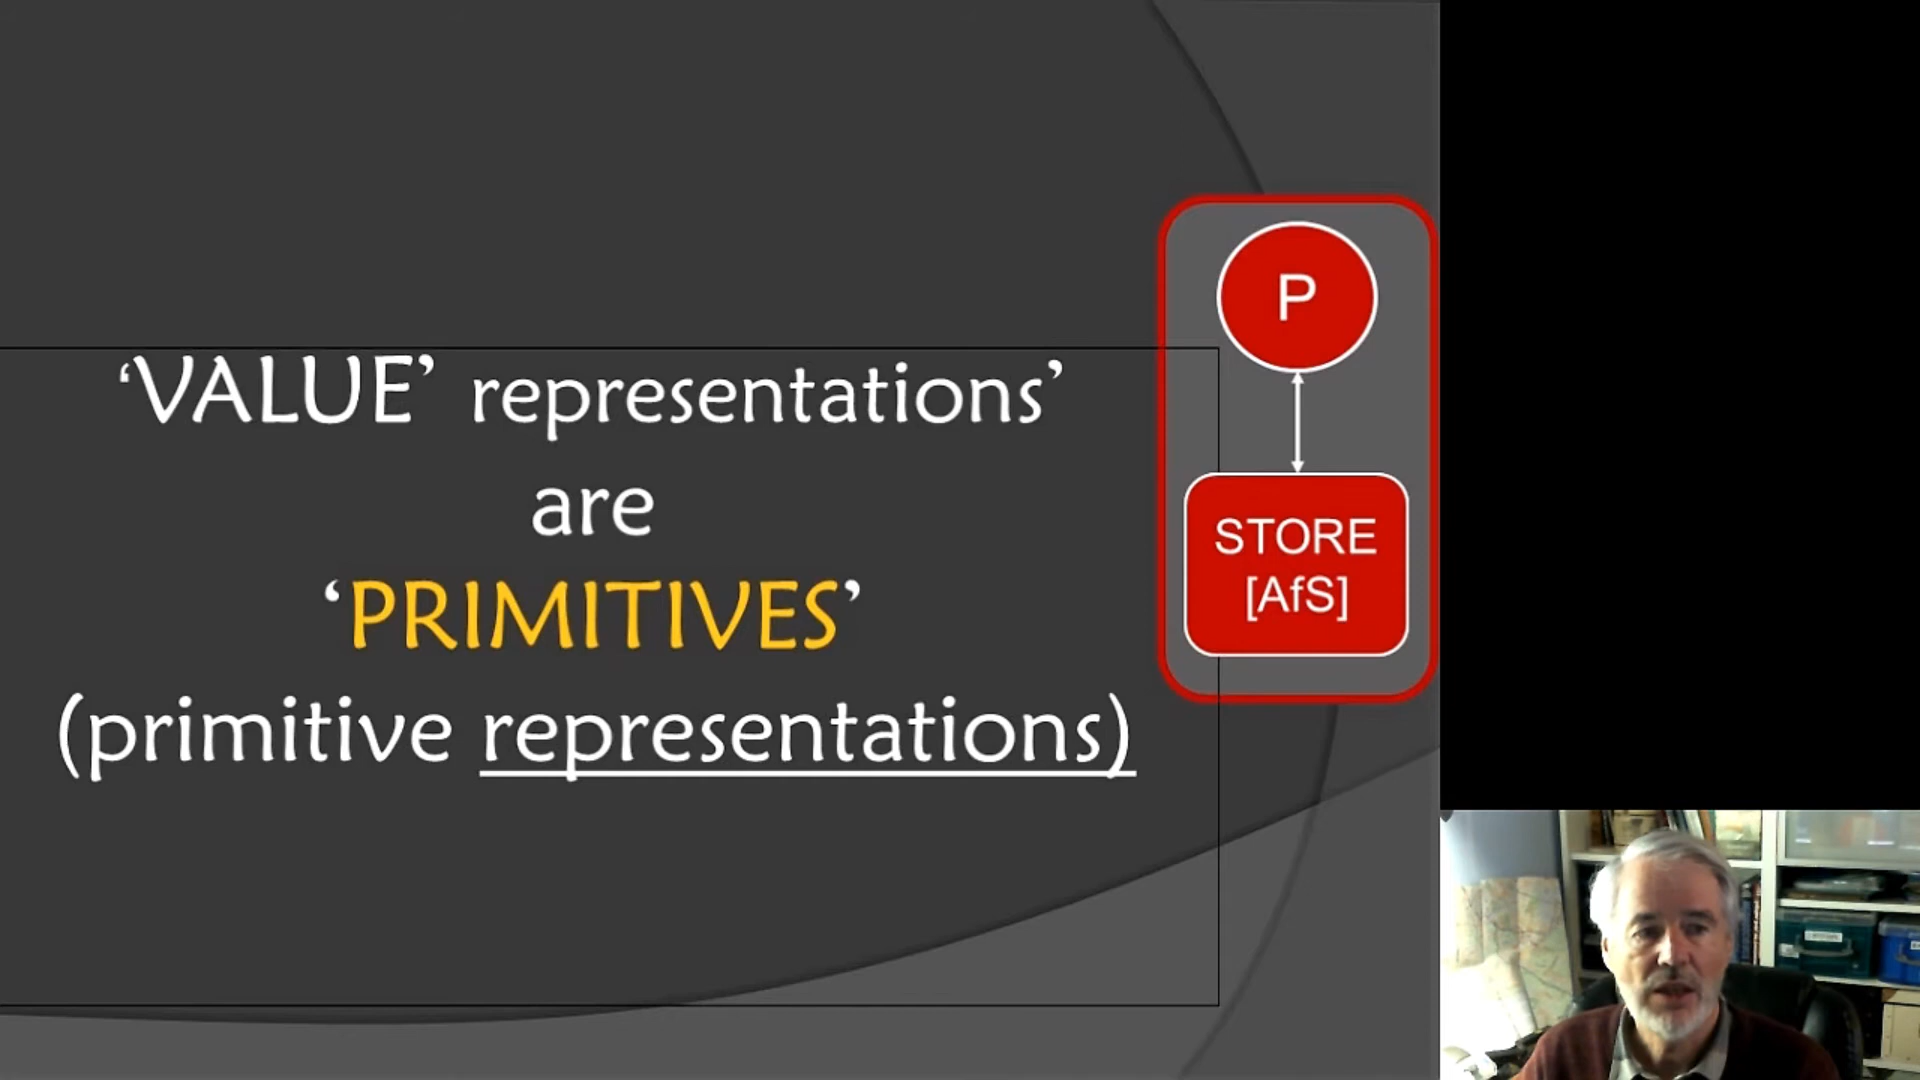 ‘VALUE’ representations’
are
‘PRIMITIVES’
(primitive representations)
P
STORE
[AfS]